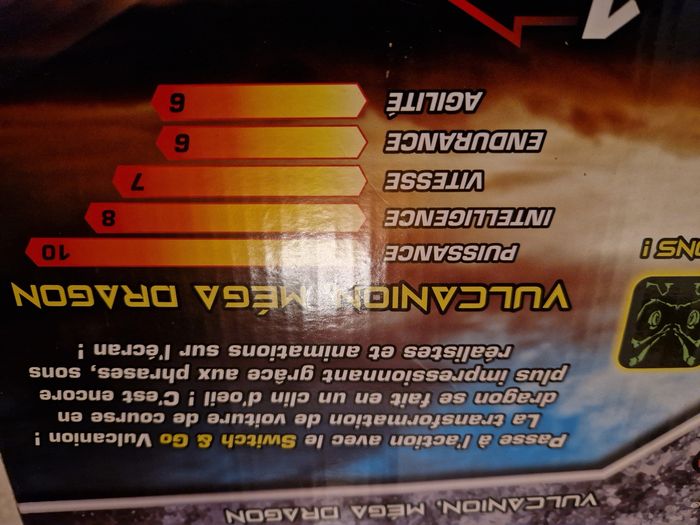 VULCANION, MÉGA DRAGON
Passe à l'action avec le Switch & Go Vulcanion !
La transformation de voiture de course en
dragon se fait en un clin d'oeil ! C'est encore
plus impressionnant grâce aux phrases, sons
réalistes et animations sur l'écran !
VULCANION, MÉGA DRAGON
PUISSANCE 10
INTELLIGENCE 8
VITESSE 7
ENDURANCE 6
AGILITÉ 6